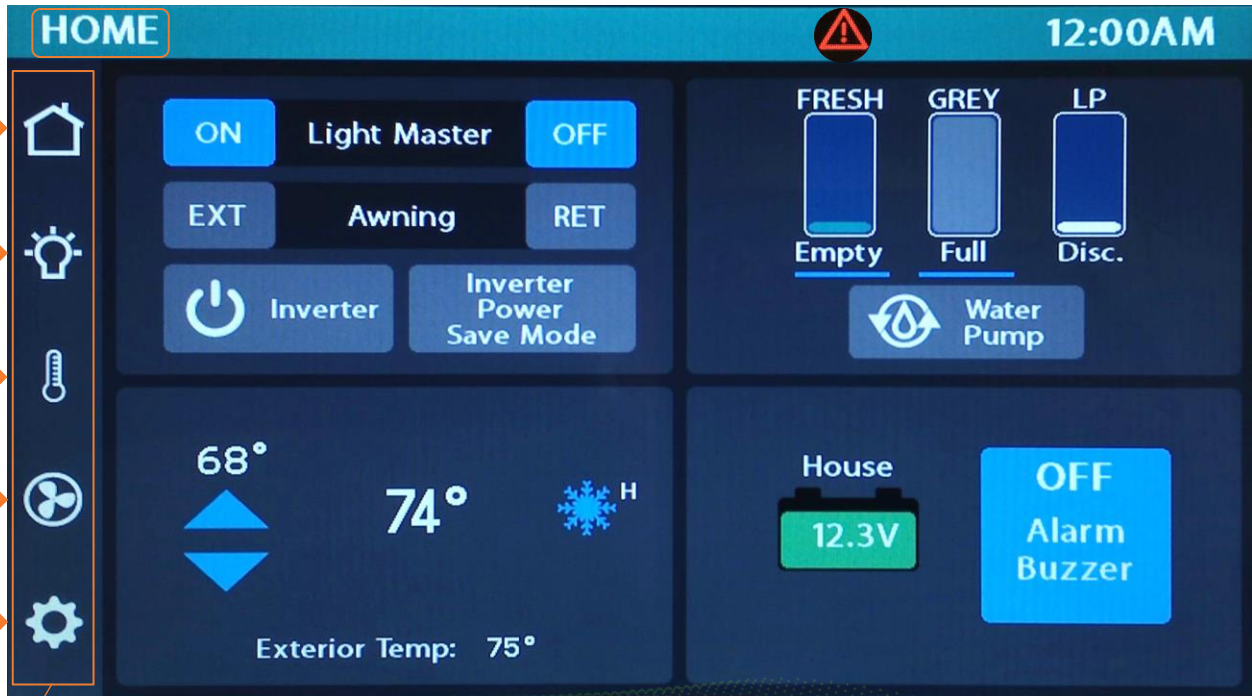 HOME
12:00AM
ON Light Master OFF
EXT Awning RET
Inverter
Inverter
Power
Save Mode
FRESH GREY LP
Empty Full Disc.
Water
Pump
68°
74°
H
Exterior Temp: 75°
House
12.3V
OFF
Alarm
Buzzer